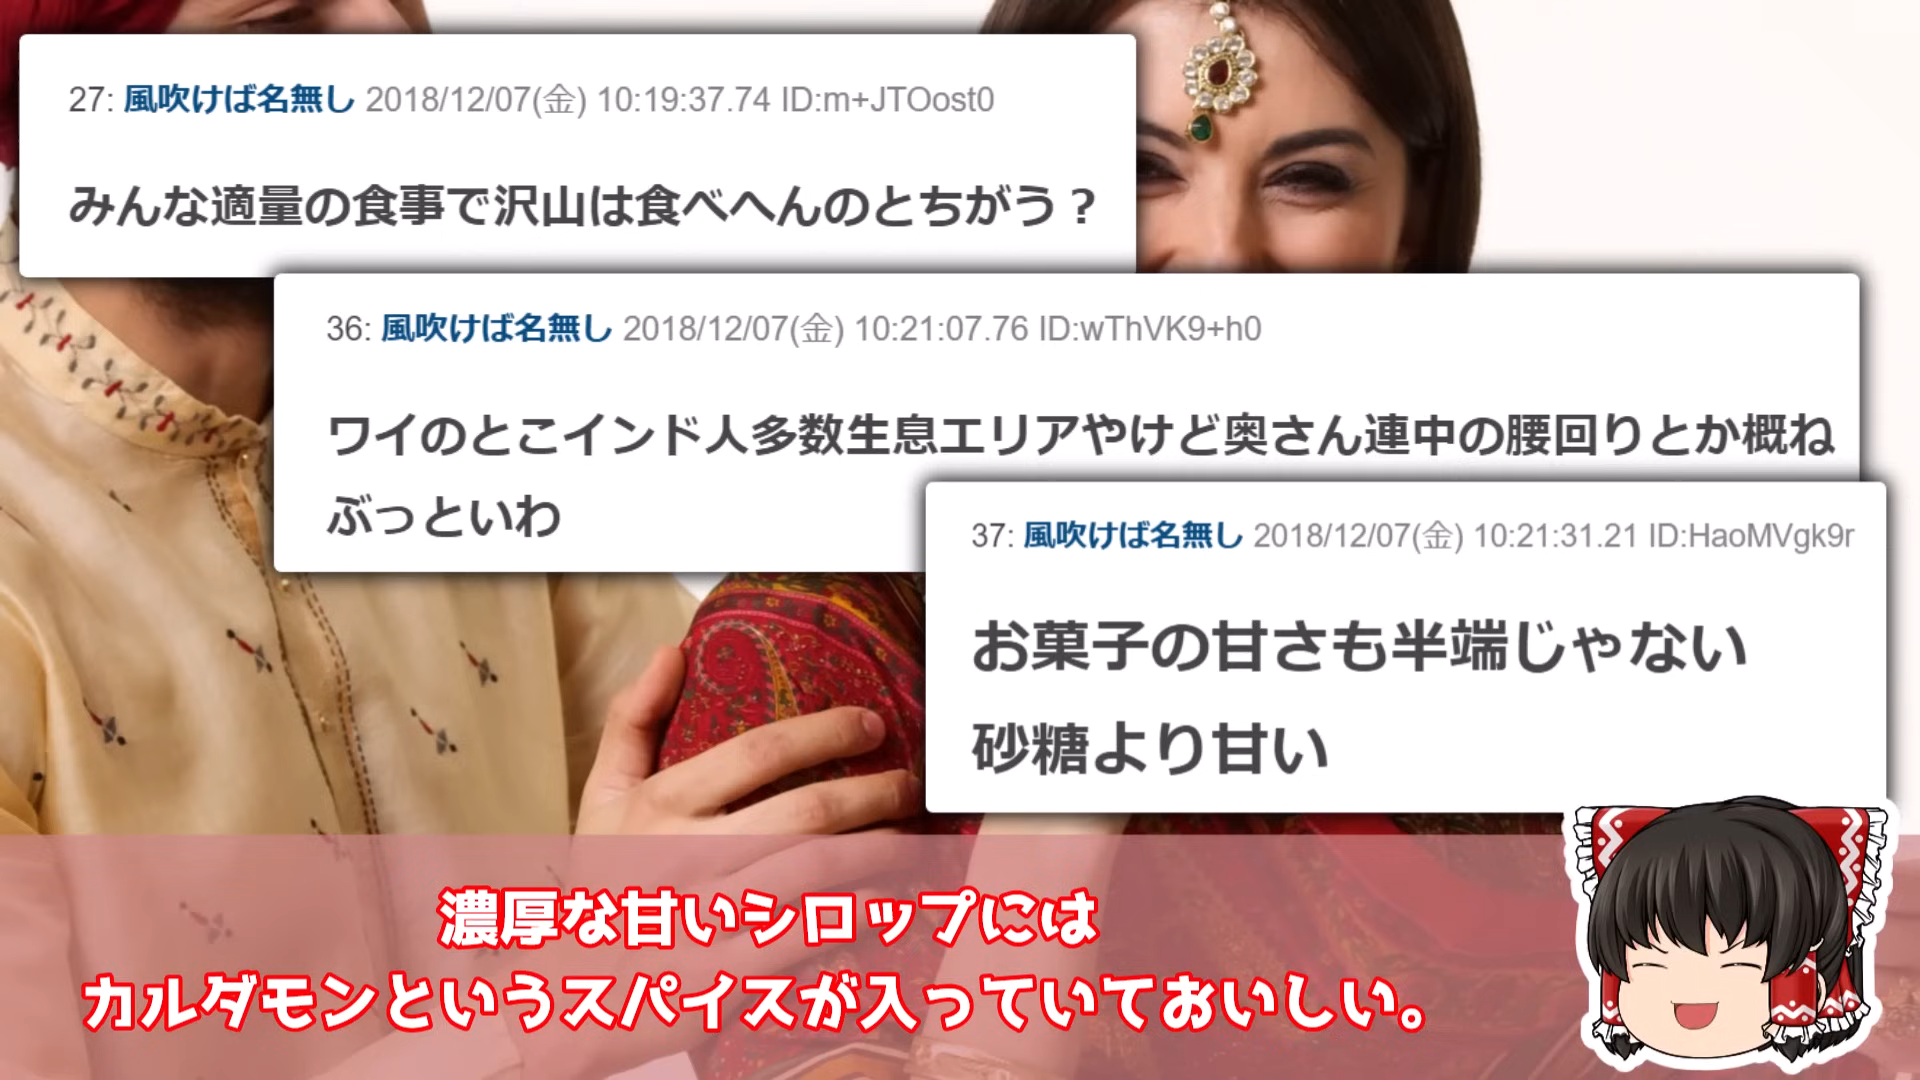 27: 風吹けば名無し 2018/12/07(金) 10:19:37.74 ID:m+JTOost0
みんな適量の食事で沢山は食べへんのとちがう？
36: 風吹けば名無し 2018/12/07(金) 10:21:07.76 ID:wThVK9+h0
ワイのとこインド人多数生息エリアやけど奥さん連中の腰回りとか概ね
ぶっといわ
37: 風吹けば名無し 2018/12/07(金) 10:21:31.21 ID:HaoMVgk9r
お菓子の甘さも半端じゃない
砂糖より甘い
濃厚な甘いシロップには
カルダモンというスパイスが入っていておいしい。